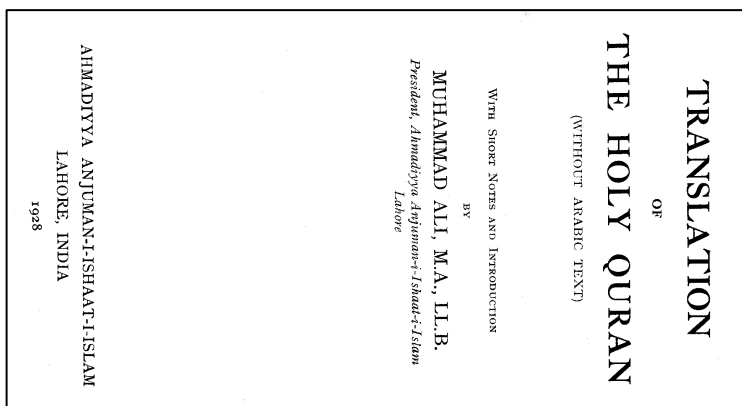 TRANSLATION
OF
THE HOLY QURAN
(WITHOUT ARABIC TEXT)
WITH SHORT NOTES AND INTRODUCTION
BY
MUHAMMAD ALI, M.A., LL.B.
President, Ahmadiyya Anjuman-i-Ishaat-i-Islam
Lahore
AHMADIYYA ANJUMAN-I-ISHAAT-I-ISLAM
LAHORE, INDIA
1928